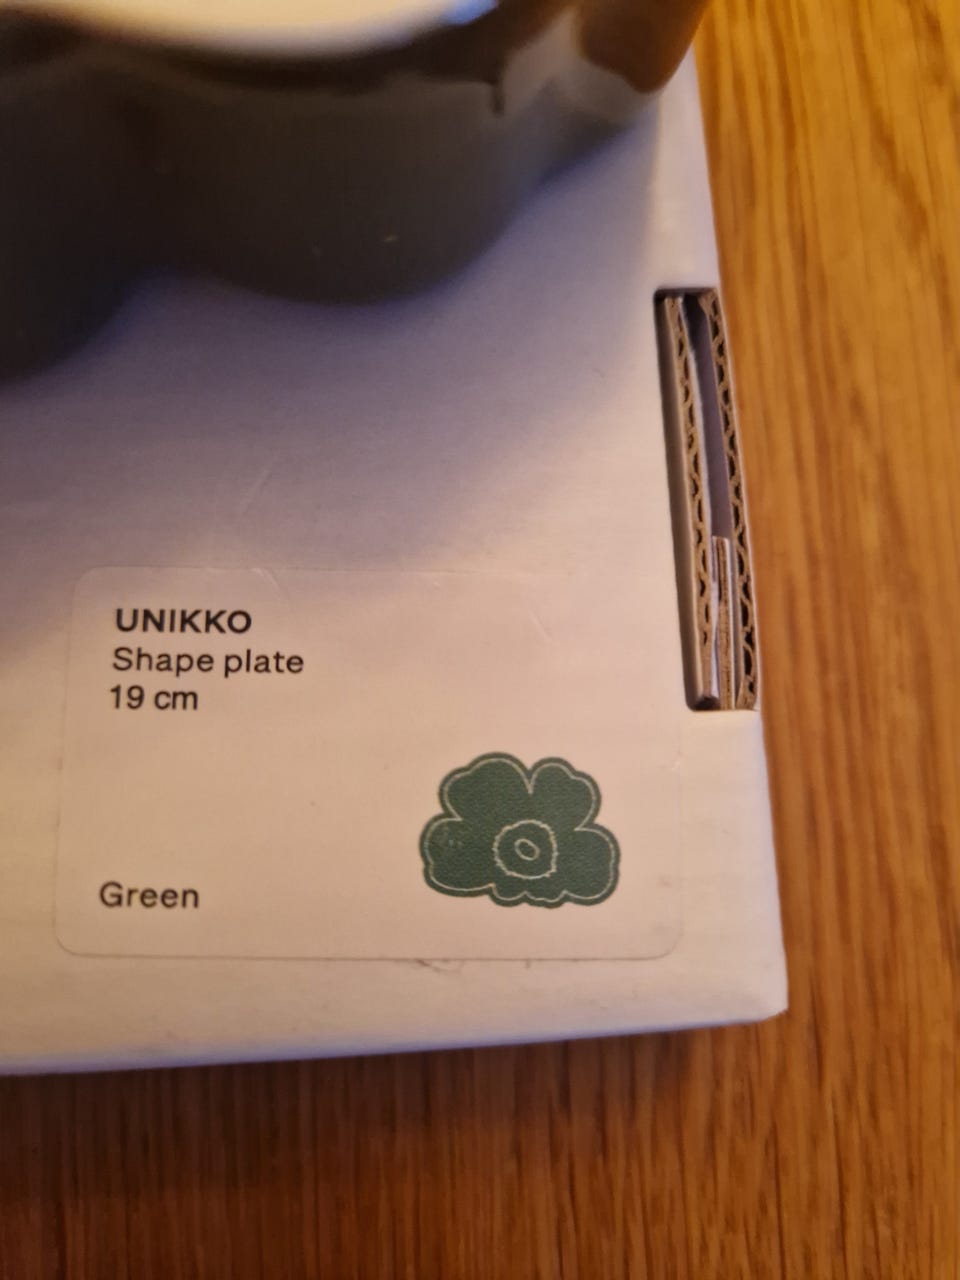 UNIKKO
Shape plate
19 cm
Green